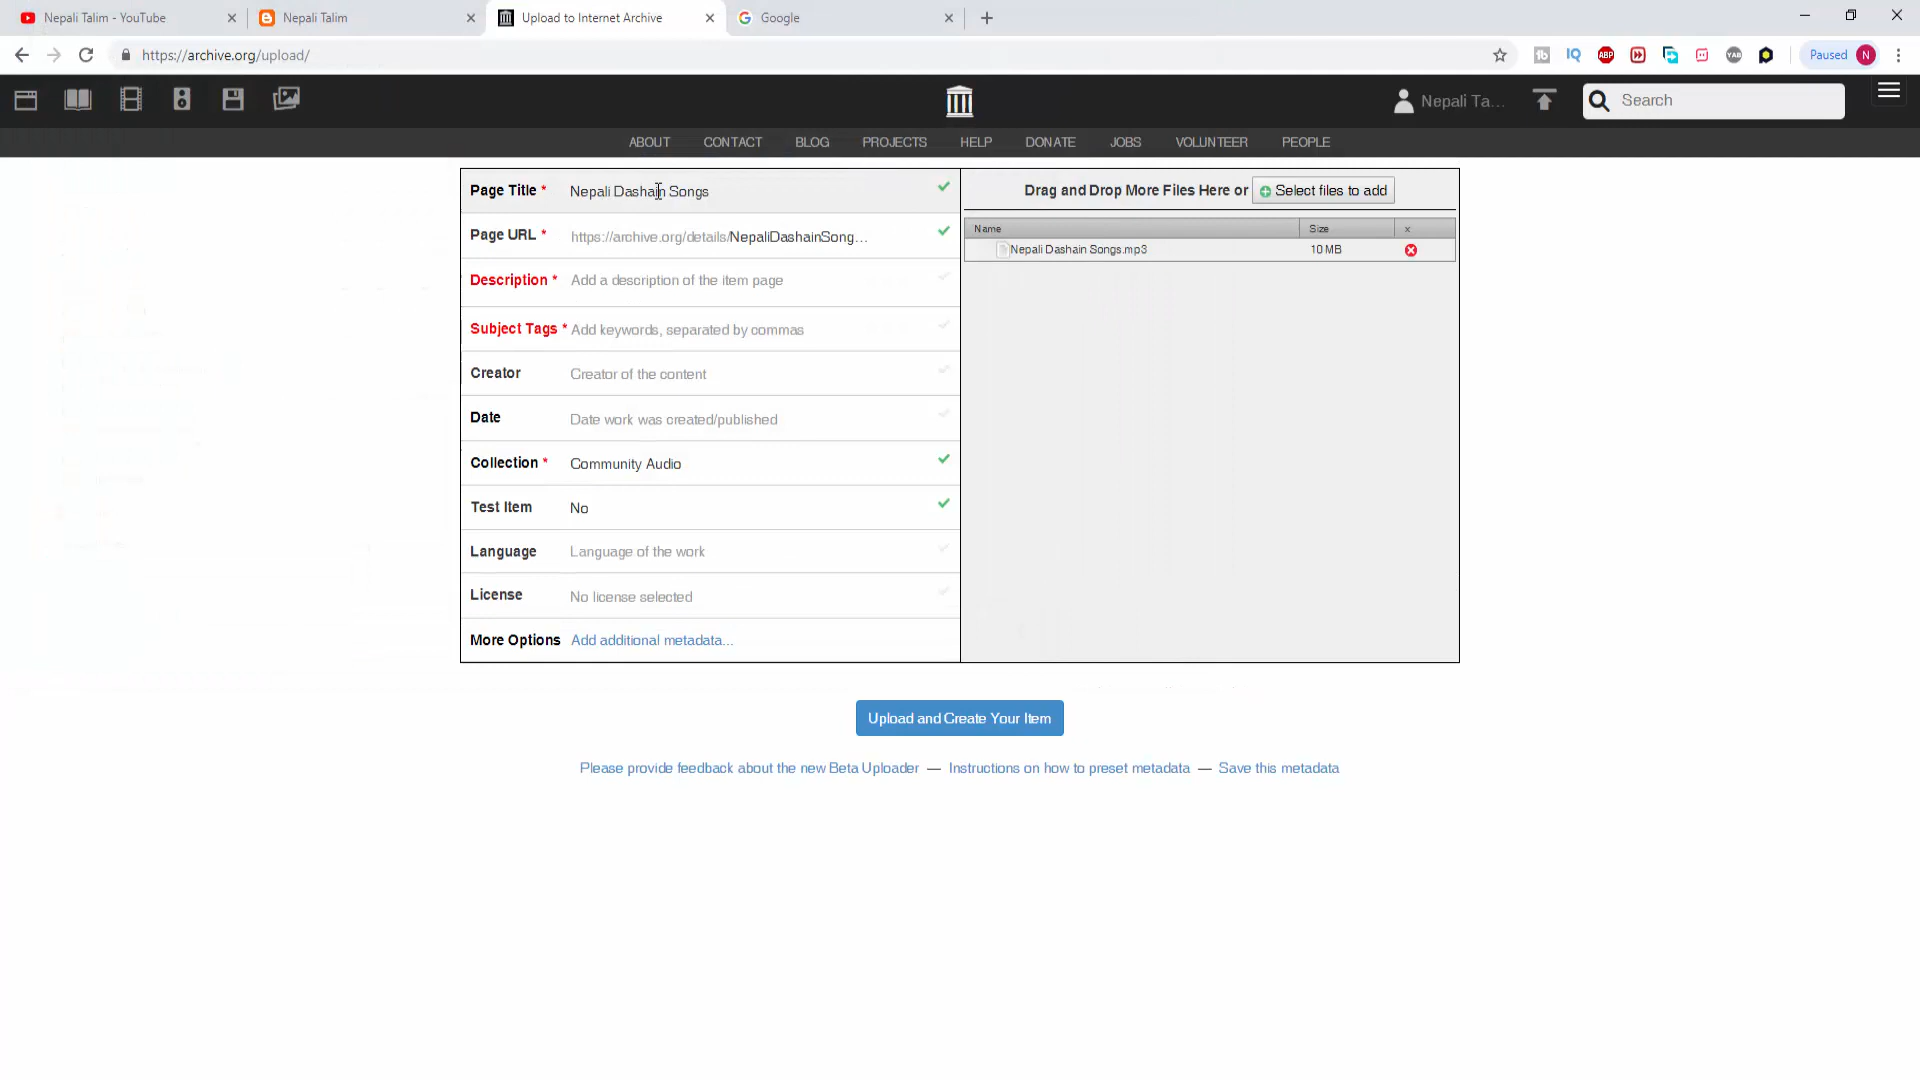 Nepali Talim - YouTube
Nepali Talim
Upload to Internet Archive
Google
https://archive.org/upload/
Paused N
Nepali Ta...
Search
ABOUT CONTACT BLOG PROJECTS HELP DONATE JOBS VOLUNTEER PEOPLE
Page Title * Nepali Dashain Songs
Drag and Drop More Files Here or Select files to add
Page URL * https://archive.org/details/NepaliDashainSong...
Name Size x
Nepali Dashain Songs.mp3 10 MB
Description * Add a description of the item page
Subject Tags * Add keywords, separated by commas
Creator Creator of the content
Date Date work was created/published
Collection * Community Audio
Test Item No
Language Language of the work
License No license selected
More Options Add additional metadata...
Upload and Create Your Item
Please provide feedback about the new Beta Uploader — Instructions on how to preset metadata — Save this metadata